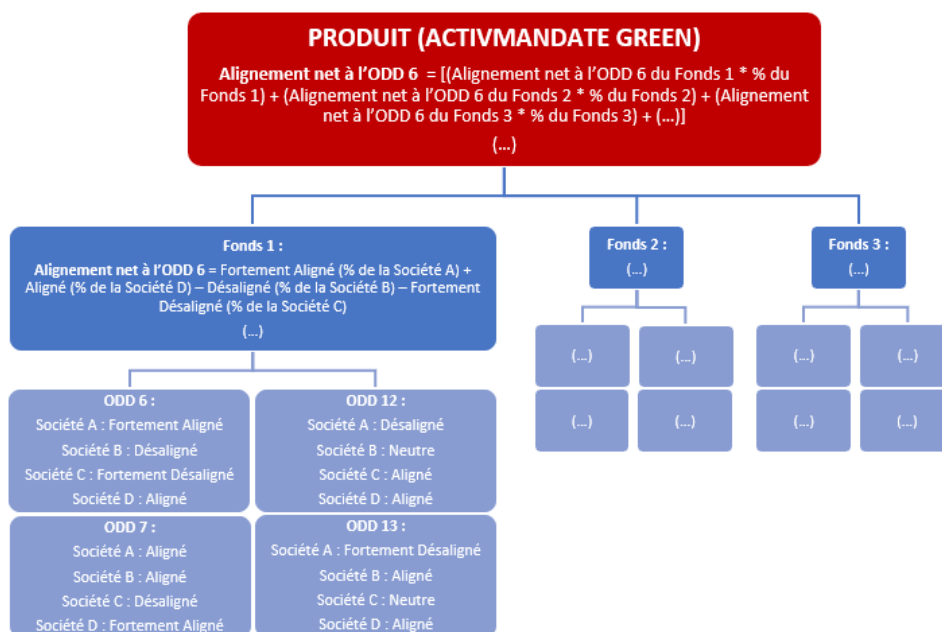 PRODUIT (ACTIVMANDATE GREEN)
Alignement net à l’ODD 6 = [(Alignement net à l’ODD 6 du Fonds 1 * % du
Fonds 1) + (Alignement net à l’ODD 6 du Fonds 2 * % du Fonds 2) + (Alignement
net à l’ODD 6 du Fonds 3 * % du Fonds 3) + (…)]
(…)
Fonds 1 :
Alignement net à l’ODD 6 = Fortement Aligné (% de la Société A) +
Aligné (% de la Société D) – Désaligné (% de la Société B) – Fortement
Désaligné (% de la Société C)
(…)
Fonds 2 :
(…)
Fonds 3 :
(…)
ODD 6 :
Société A : Fortement Aligné
Société B : Désaligné
Société C : Fortement Désaligné
Société D : Aligné
ODD 12 :
Société A : Désaligné
Société B : Neutre
Société C : Aligné
Société D : Aligné
ODD 7 :
Société A : Aligné
Société B : Aligné
Société C : Désaligné
Société D : Fortement Aligné
ODD 13 :
Société A : Fortement Désaligné
Société B : Aligné
Société C : Neutre
Société D : Aligné
(…)
(…)
(…)
(…)
(…)
(…)
(…)
(…)